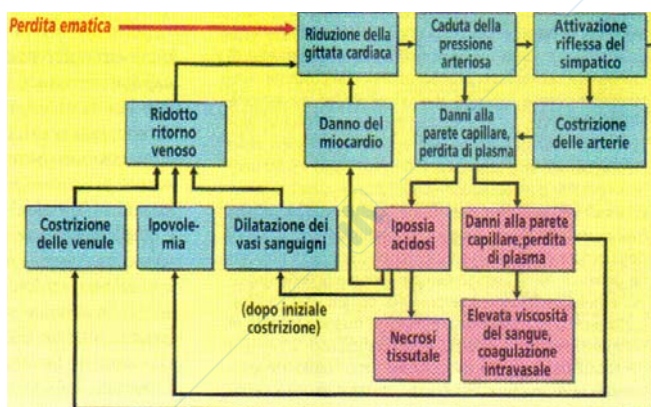 Perdita ematica
Riduzione della
gittata cardiaca
Caduta della
pressione
arteriosa
Attivazione
riflessa del
simpatico
Ridotto
ritorno
venoso
Danno del
miocardio
Danni alla
parete capillare,
perdita di plasma
Costrizione
delle arterie
Costrizione
delle venule
Ipovole-
mia
Dilatazione dei
vasi sanguigni
Ipossia
acidosi
Danni alla parete
capillare,perdita
di plasma
(dopo iniziale
costrizione)
Necrosi
tissutale
Elevata viscosità
del sangue,
coagulazione
intravasale